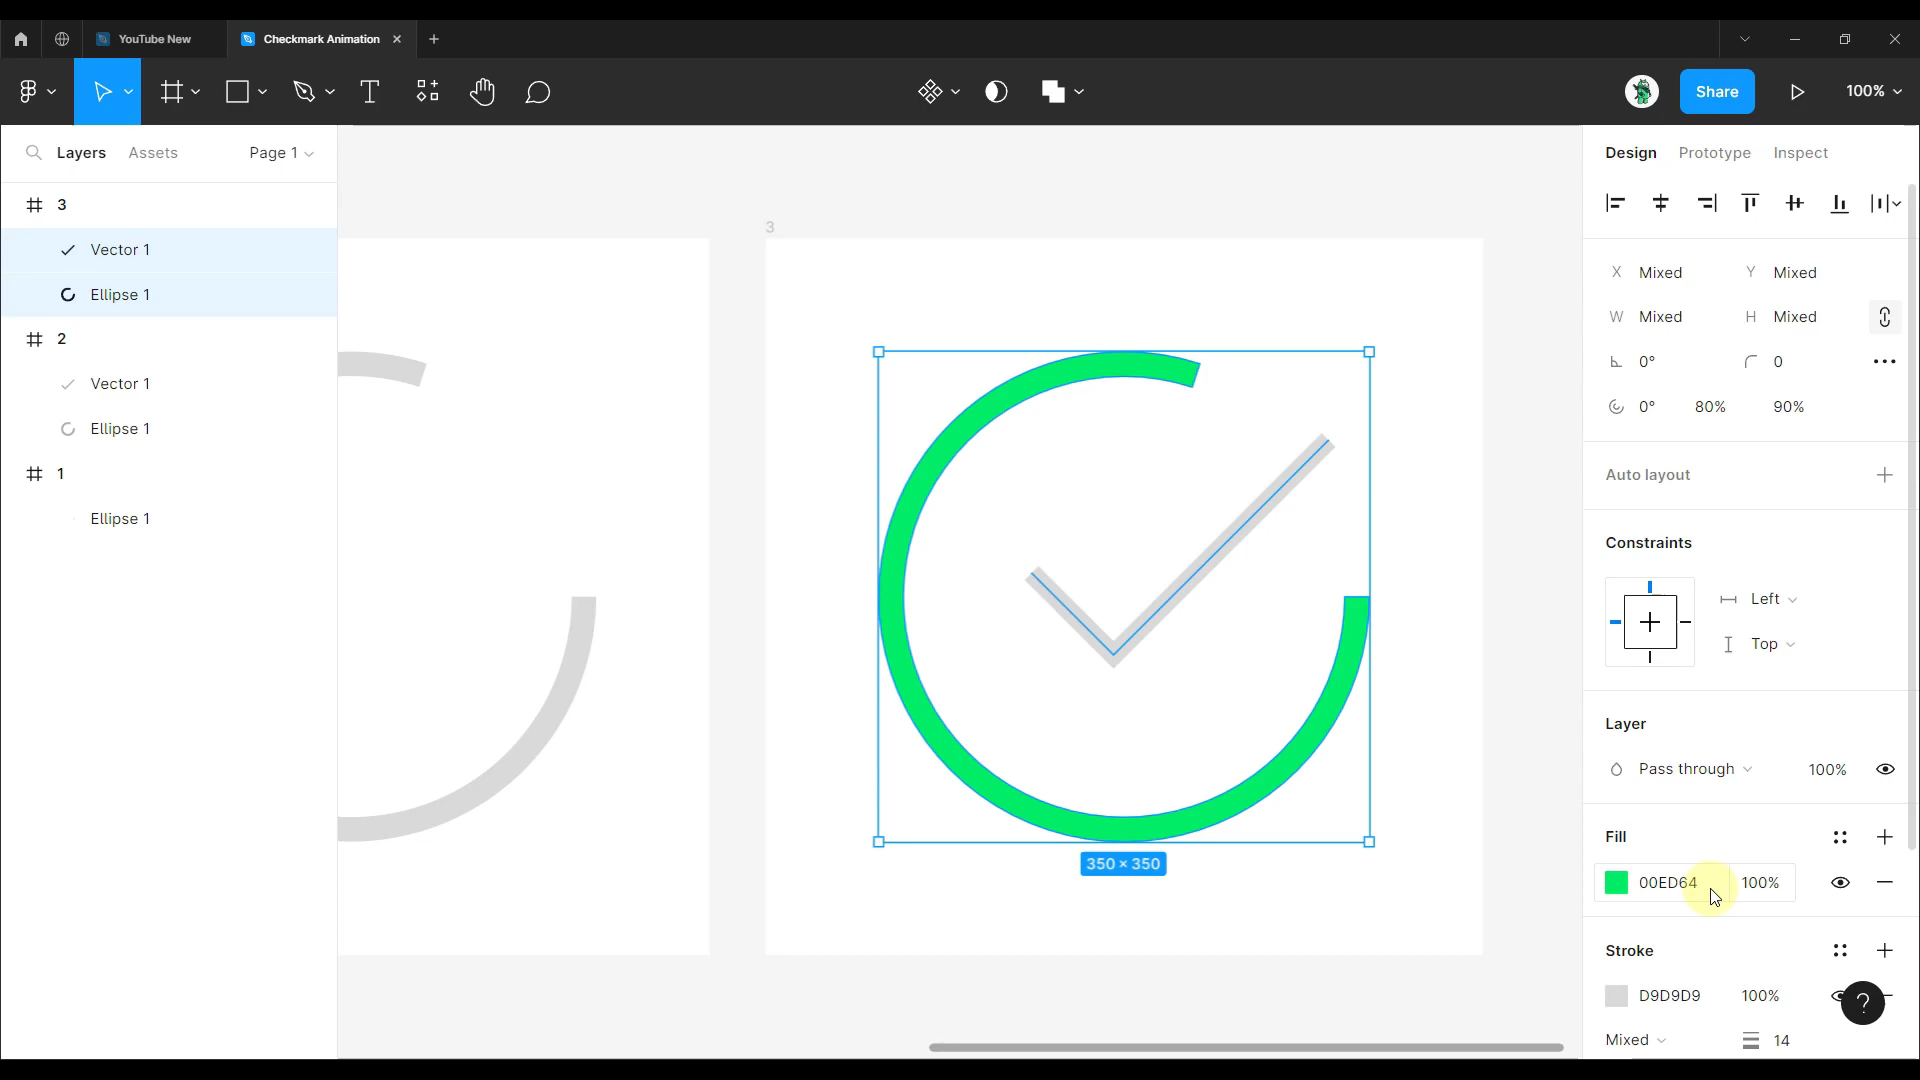 YouTube New
Checkmark Animation
Share
100%
Layers
Assets
Page 1
3
Vector 1
Ellipse 1
2
Vector 1
Ellipse 1
1
Ellipse 1
3
350 × 350
Design
Prototype
Inspect
X Mixed
Y Mixed
W Mixed
H Mixed
0°
0
0°
80%
90%
Auto layout
Constraints
Left
Top
Layer
Pass through
100%
Fill
00ED64
100%
Stroke
D9D9D9
100%
?
Mixed
14